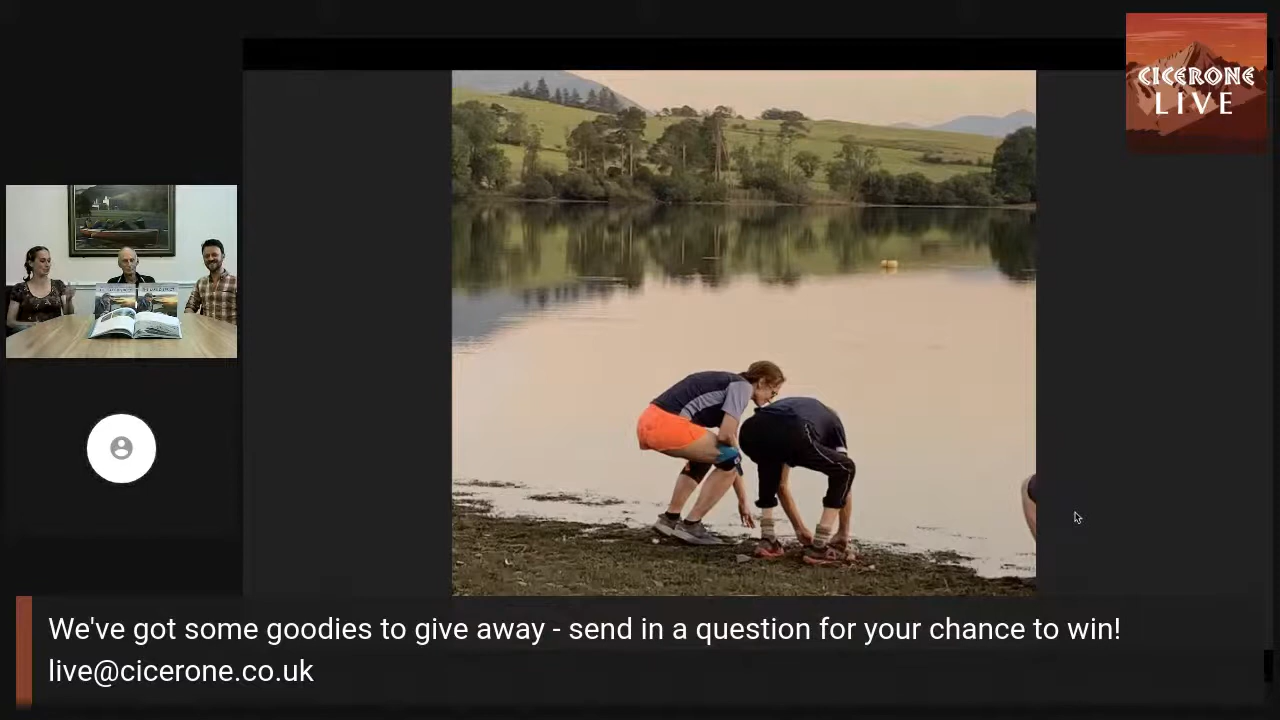 CICERONE
LIVE
We've got some goodies to give away - send in a question for your chance to win!
live@cicerone.co.uk